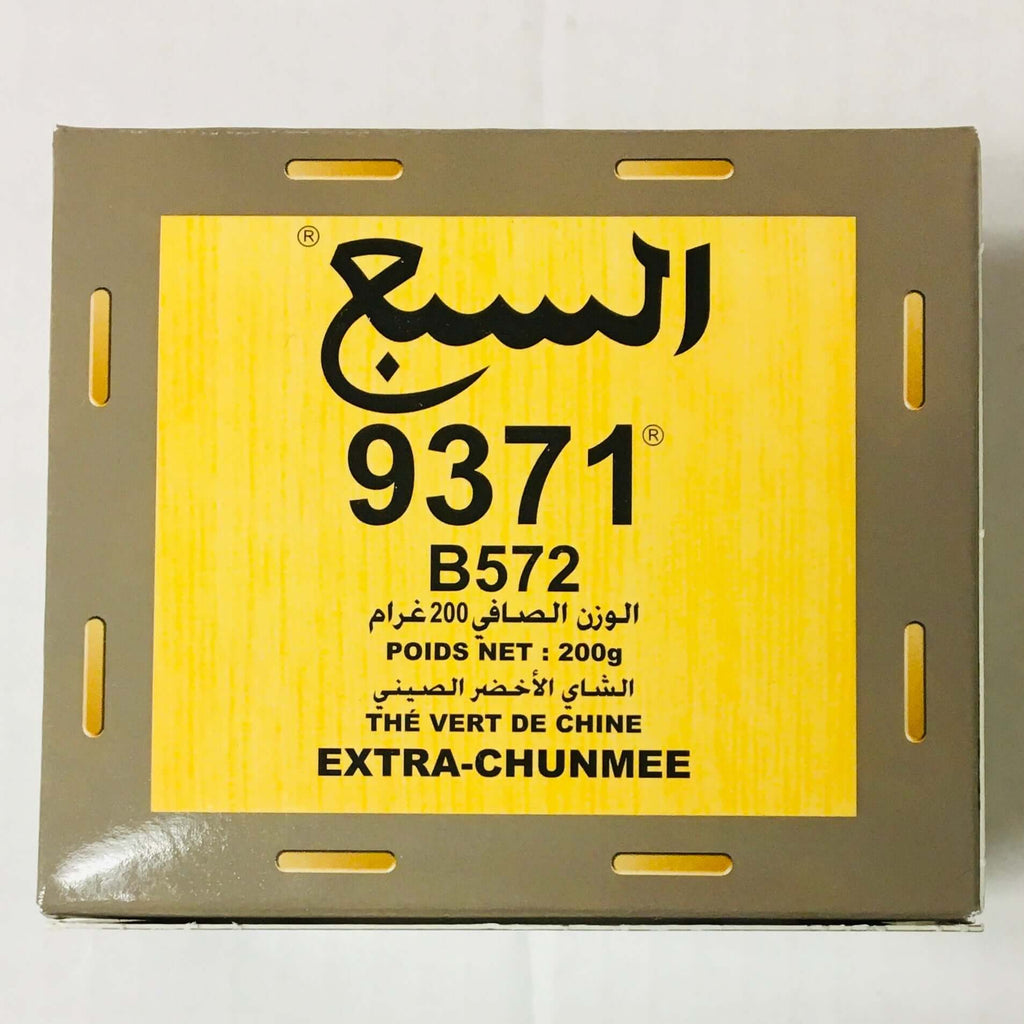 السبع ®
9371 ®
B572
الوزن الصافي 200 غرام
POIDS NET : 200g
الشاي الأخضر الصيني
THÉ VERT DE CHINE
EXTRA-CHUNMEE